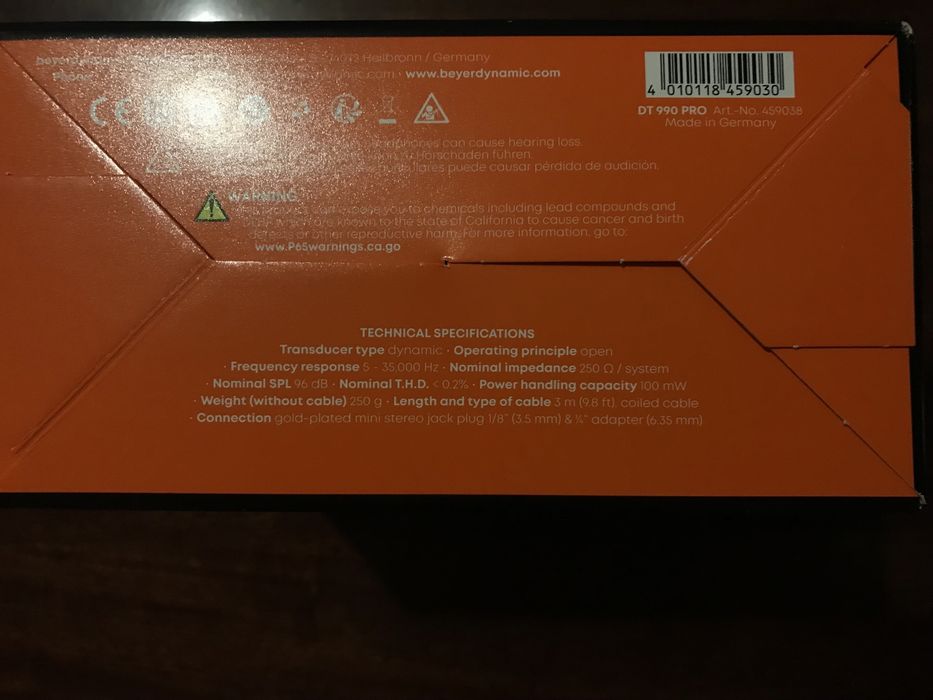 Heilbronn / Germany
www.beyerdynamic.com
4 010118 459030
DT 990 PRO Art.-No. 459038
Made in Germany
CE
can cause hearing loss.
Hörschäden führen.
puede causar pérdida de audición.
WARNING
you to chemicals including lead compounds and
known to the state of California to cause cancer and birth
defects or other reproductive harm. For more information, go to:
www.P65warnings.ca.go
TECHNICAL SPECIFICATIONS
Transducer type dynamic · Operating principle open
· Frequency response 5 - 35,000 Hz · Nominal impedance 250 Ω / system
· Nominal SPL 96 dB · Nominal T.H.D. < 0.2% · Power handling capacity 100 mW
· Weight (without cable) 250 g · Length and type of cable 3 m (9.8 ft). coiled cable
· Connection gold-plated mini stereo jack plug 1/8" (3.5 mm) & ¼" adapter (6.35 mm)